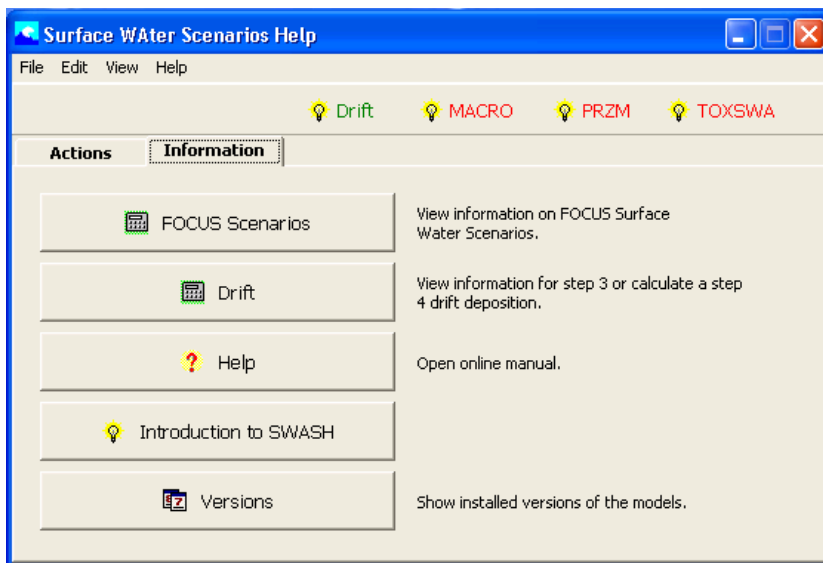 Surface WAter Scenarios Help
File Edit View Help
Drift MACRO PRZM TOXSWA
Actions Information
FOCUS Scenarios
View information on FOCUS Surface
Water Scenarios.
Drift
View information for step 3 or calculate a step
4 drift deposition.
? Help
Open online manual.
Introduction to SWASH
Versions
Show installed versions of the models.